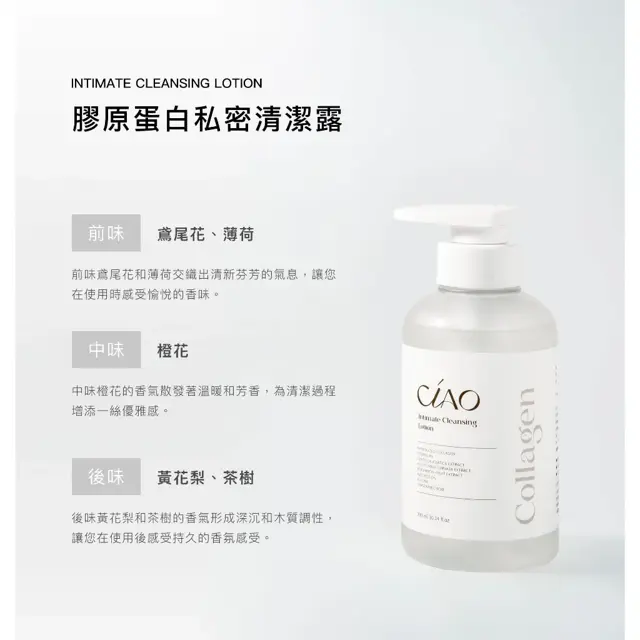 INTIMATE CLEANSING LOTION
膠原蛋白私密清潔露
前味
鳶尾花、薄荷
前味鳶尾花和薄荷交織出清新芬芳的氣息，讓您
在使用時感受愉悅的香味。
中味
橙花
中味橙花的香氣散發著溫暖和芳香，為清潔過程
增添一絲優雅感。
後味
黃花梨、茶樹
後味黃花梨和茶樹的香氣形成深沉和木質調性，
讓您在使用後感受持久的香氛感受。
CÍAO
Intimate Cleansing
Lotion
Collagen